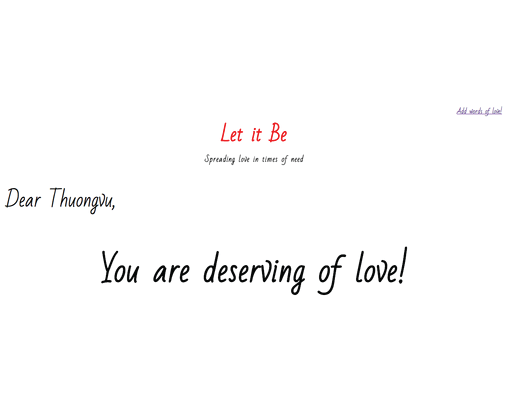 Add words of love!
Let it Be
Spreading love in times of need
Dear Thuongvu,
You are deserving of love!